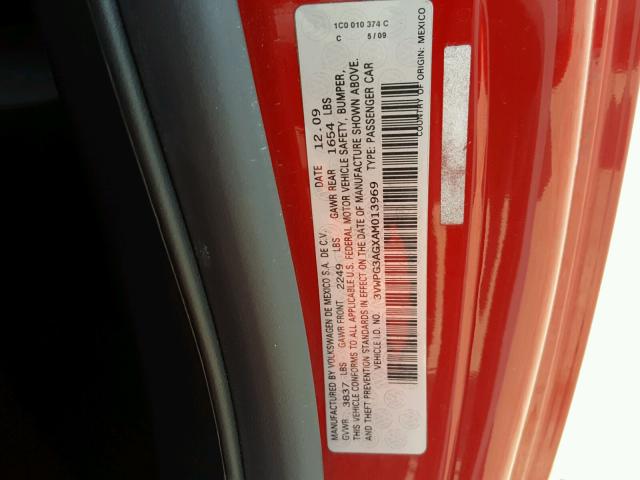 1C0 010 374 C
C 5/09
MANUFACTURED BY VOLKSWAGEN DE MEXICO S.A. DE C.V. DATE 12.09
GVWR 3837 LBS GAWR FRONT 2249 LBS GAWR REAR 1654 LBS
THIS VEHICLE CONFORMS TO ALL APPLICABLE U.S. FEDERAL MOTOR VEHICLE SAFETY, BUMPER,
AND THEFT PREVENTION STANDARDS IN EFFECT ON THE DATE OF MANUFACTURE SHOWN ABOVE.
VEHICLE I.D. NO. 3VWPG3AGXAM013969 TYPE: PASSENGER CAR
COUNTRY OF ORIGIN: MEXICO